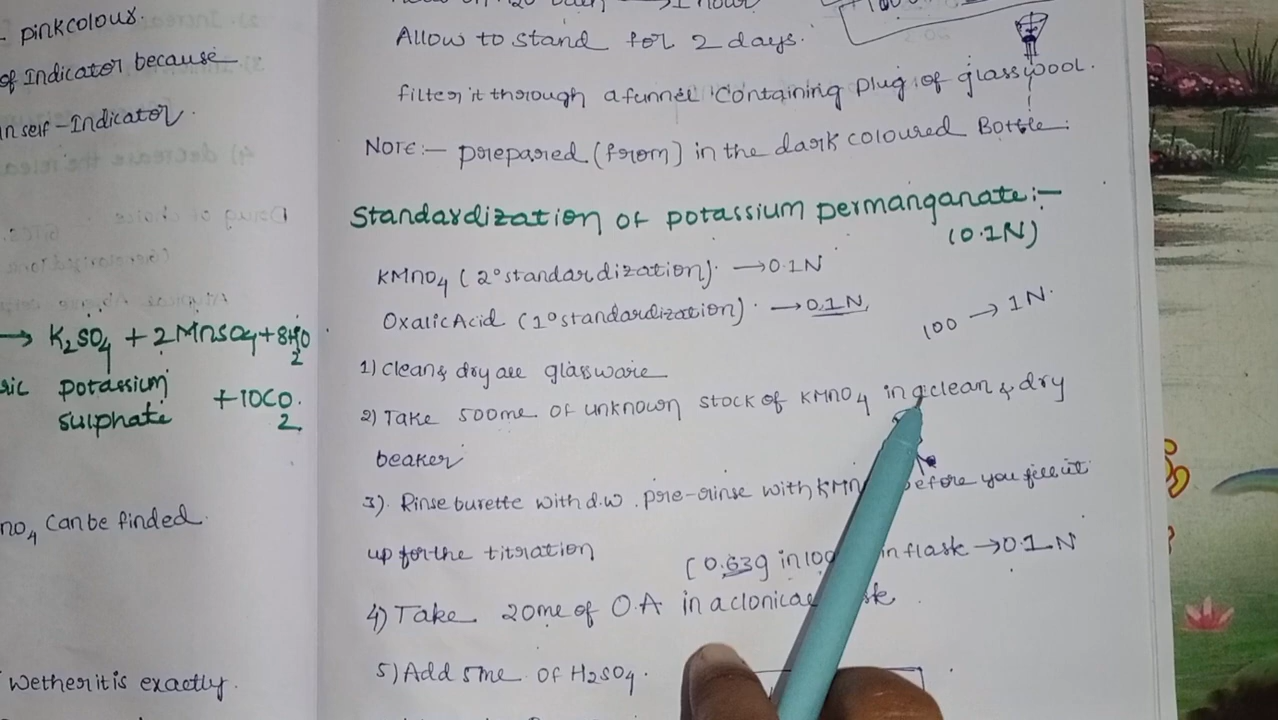 - pinkcolour.
of Indicator because
in self-Indicator.
→ K2SO4 + 2MnSO4 + 8H2O
potassium sulphate
+10CO2
no4 Can be finded.
wetherit is exactly.
Allow to stand for 2 days.
filter it through a funnel Containing plug of glasswool.
NOTE:- prepared (from) in the dark coloured Bottle:
Standardization of potassium permanganate:-
(0.1N)
KMnO4 (2° standardization). → 0.1N
Oxalic Acid (1° standardization). → 0.1N
100 → 1N.
1) clean & dry all glassware
2) Take 500ml of unknown stock of KMnO4 in a clean & dry
beaker
3). Rinse burette with d.w. pre-rinse with KMn before you fill it
up for the titration
[0.63g in 100 in flask → 0.1N
4) Take 20ml of O.A in a clonical
5) Add 5ml of H2SO4.